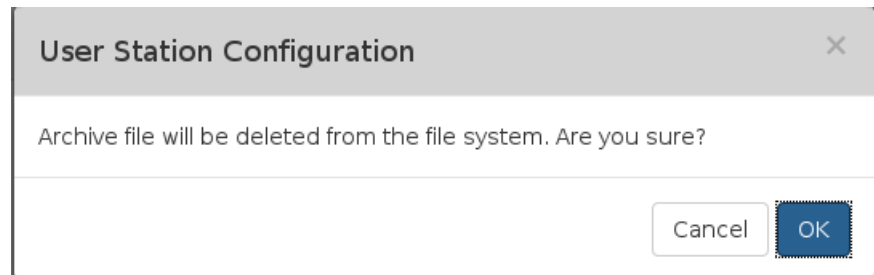 User Station Configuration
×
Archive file will be deleted from the file system. Are you sure?
Cancel
OK